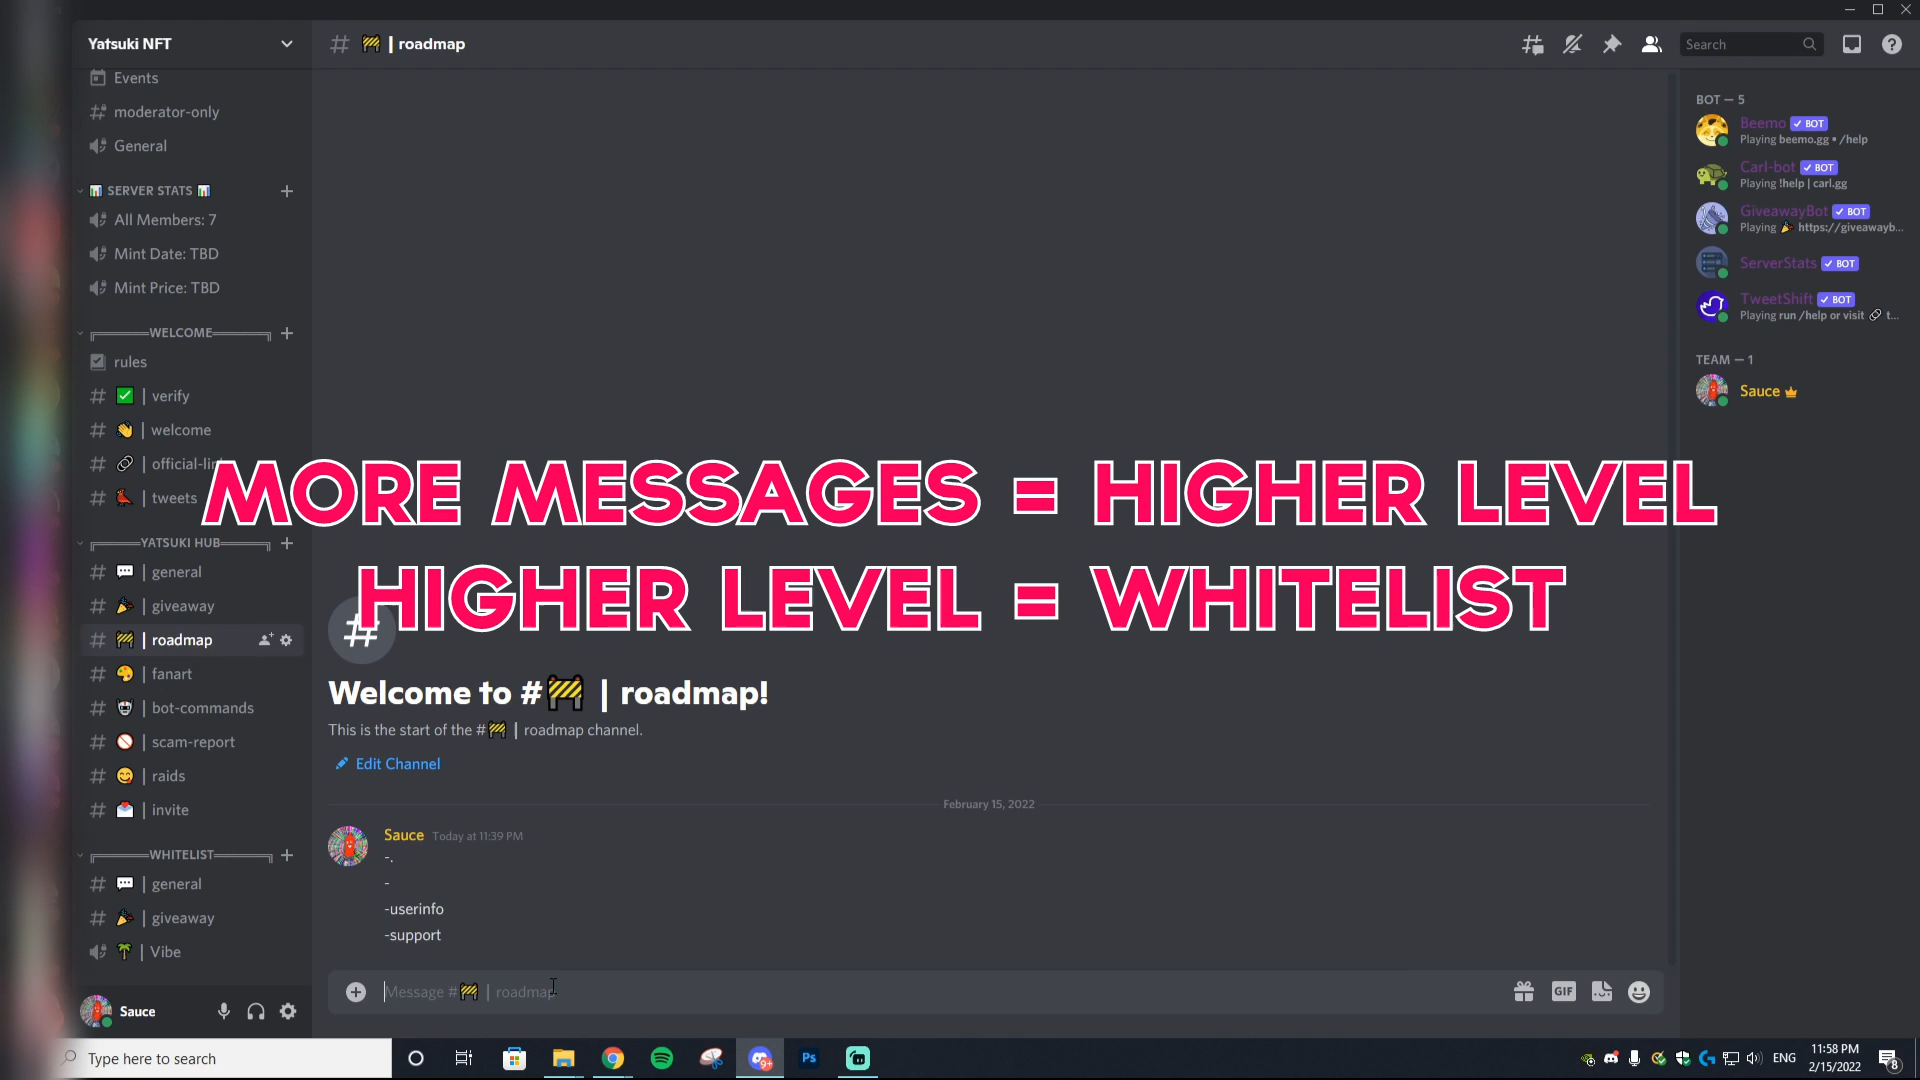 Yatsuki NFT
| roadmap
Search
Events
moderator-only
General
SERVER STATS
All Members: 7
Mint Date: TBD
Mint Price: TBD
WELCOME
rules
| verify
| welcome
| official-lin
| tweets
YATSUKI HUB
| general
| giveaway
| roadmap
| fanart
| bot-commands
| scam-report
| raids
| invite
WHITELIST
| general
| giveaway
| Vibe
Sauce
MORE MESSAGES = HIGHER LEVEL
HIGHER LEVEL = WHITELIST
Welcome to # | roadmap!
This is the start of the # | roadmap channel.
Edit Channel
February 15, 2022
Sauce Today at 11:39 PM
-.
-
-userinfo
-support
Message # | roadmap
GIF
BOT — 5
Beemo BOT
Playing beemo.gg • /help
Carl-bot BOT
Playing !help | carl.gg
GiveawayBot BOT
Playing https://giveawayb...
ServerStats BOT
TweetShift BOT
Playing run /help or visit t...
TEAM — 1
Sauce
Type here to search
9+
Ps
ENG
11:58 PM
2/15/2022
8